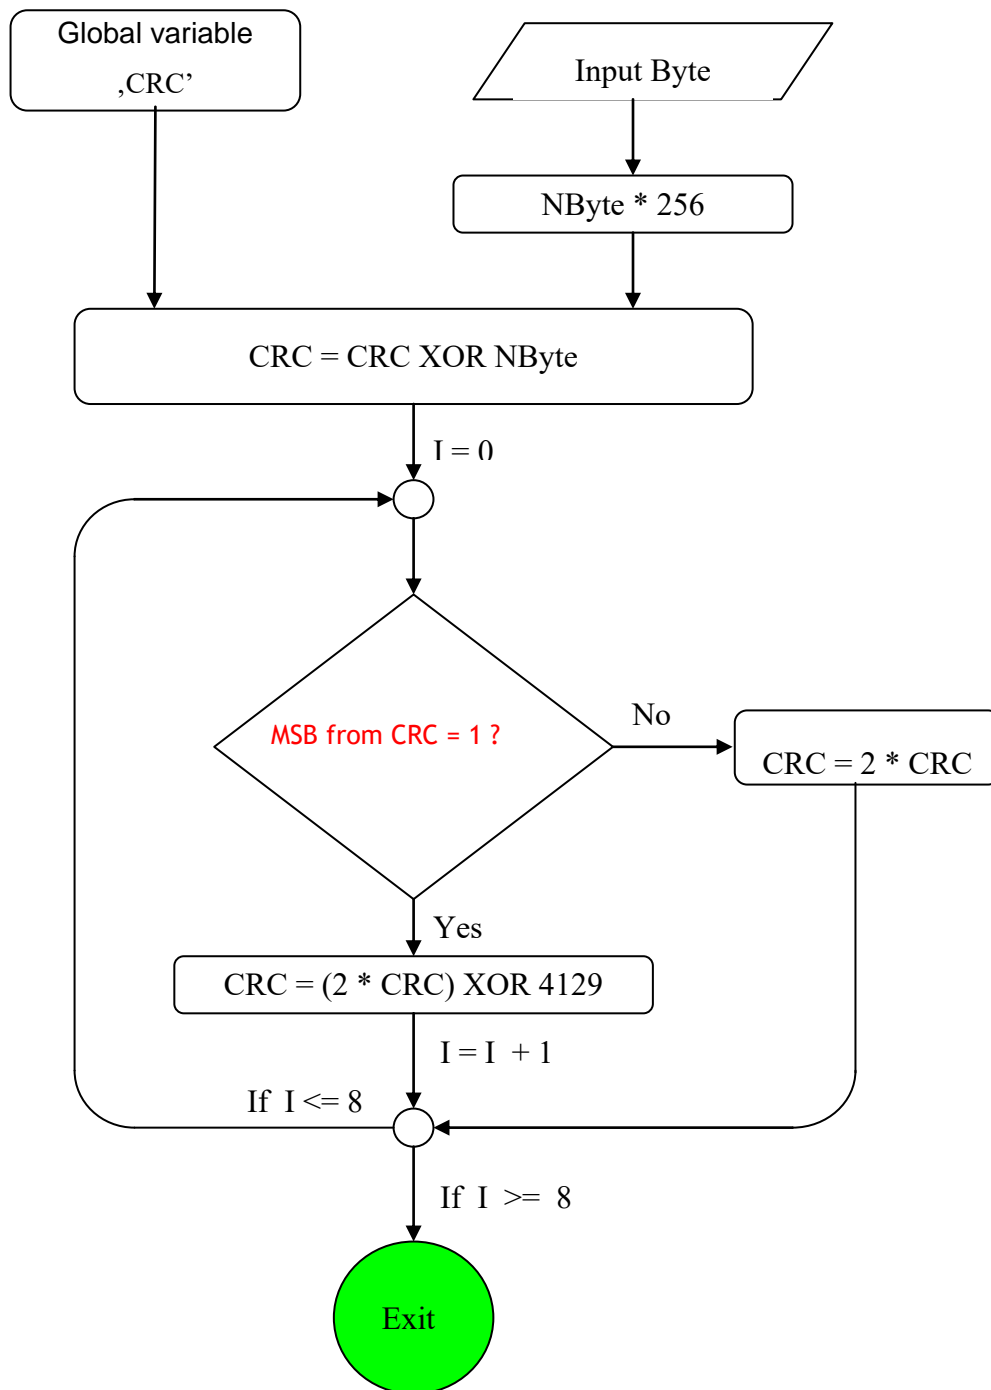 Global variable
‚CRC’
Input Byte
NByte * 256
CRC = CRC XOR NByte
I = 0
MSB from CRC = 1 ?
No
CRC = 2 * CRC
Yes
CRC = (2 * CRC) XOR 4129
I = I + 1
If I <= 8
If I >= 8
Exit